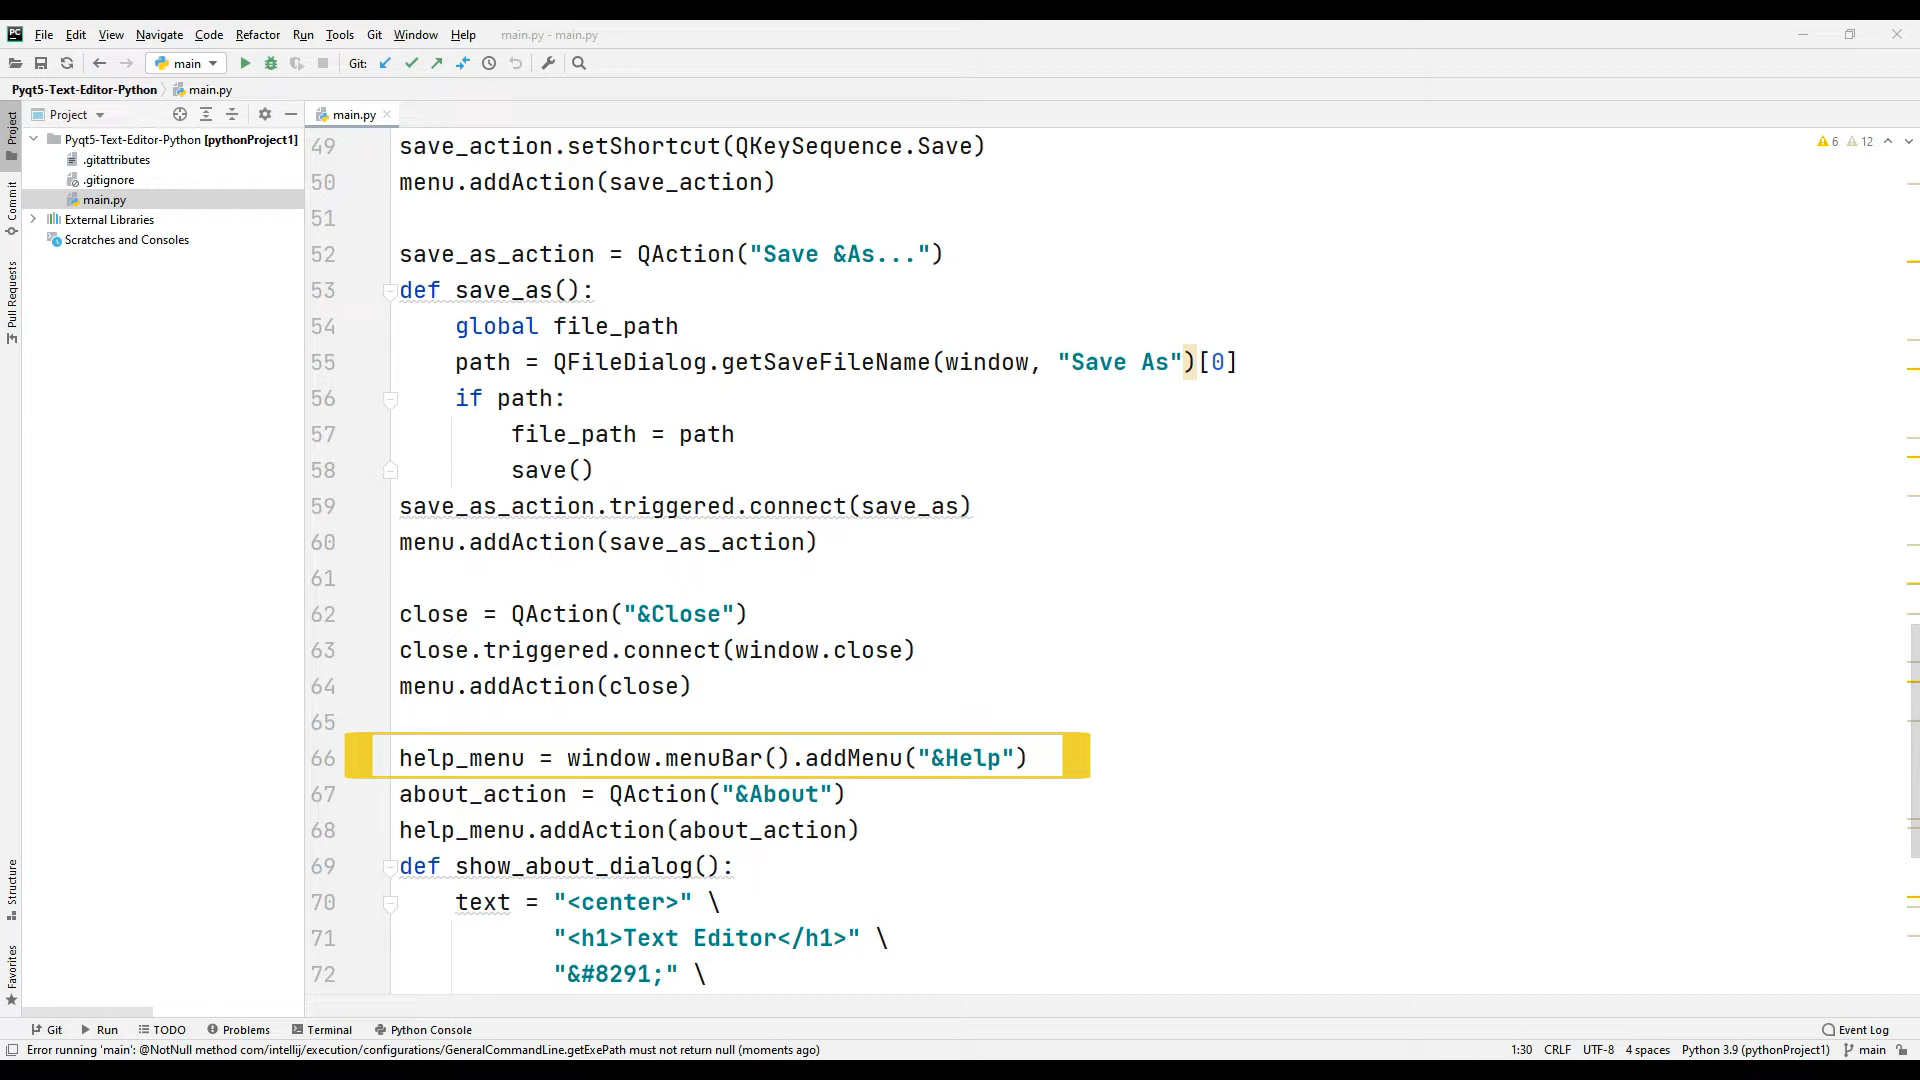 PC File Edit View Navigate Code Refactor Run Tools Git Window Help main.py - main.py
main Git:
Pyqt5-Text-Editor-Python main.py
Project main.py
Pyqt5-Text-Editor-Python [pythonProject1]
.gitattributes
.gitignore
main.py
External Libraries
Scratches and Consoles
Project
Commit
Pull Requests
Structure
Favorites
6 12
49 save_action.setShortcut(QKeySequence.Save)
50 menu.addAction(save_action)
51
52 save_as_action = QAction("Save &As...")
53 def save_as():
54 global file_path
55 path = QFileDialog.getSaveFileName(window, "Save As")[0]
56 if path:
57 file_path = path
58 save()
59 save_as_action.triggered.connect(save_as)
60 menu.addAction(save_as_action)
61
62 close = QAction("&Close")
63 close.triggered.connect(window.close)
64 menu.addAction(close)
65
66 help_menu = window.menuBar().addMenu("&Help")
67 about_action = QAction("&About")
68 help_menu.addAction(about_action)
69 def show_about_dialog():
70 text = "<center>" \
71 "<h1>Text Editor</h1>" \
72 "&#8291;" \
Git Run TODO Problems Terminal Python Console Event Log
Error running 'main': @NotNull method com/intellij/execution/configurations/GeneralCommandLine.getExePath must not return null (moments ago) 1:30 CRLF UTF-8 4 spaces Python 3.9 (pythonProject1) main